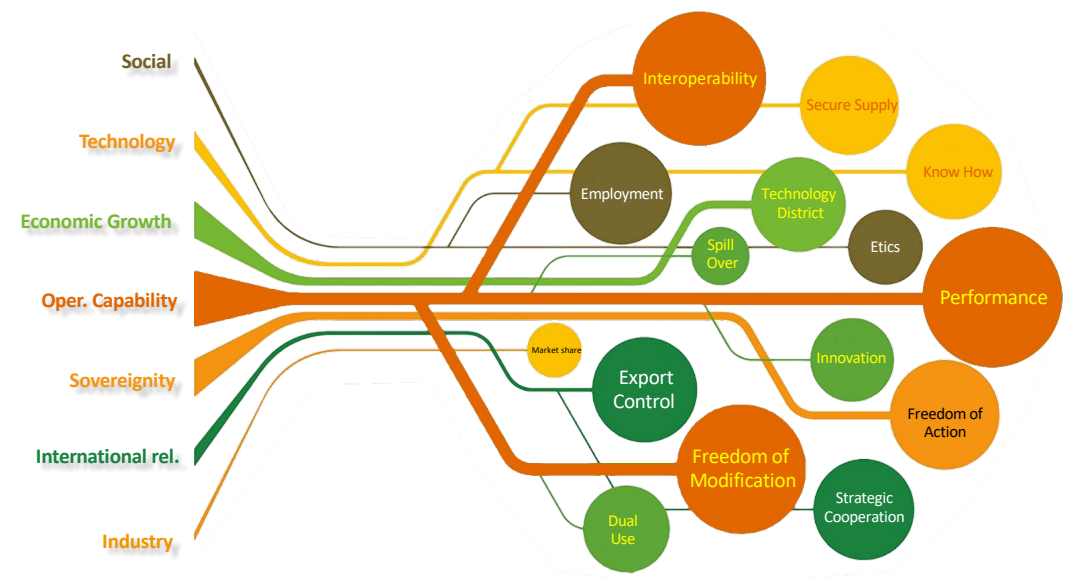 Social
Technology
Economic Growth
Oper. Capability
Sovereignity
International rel.
Industry
Interoperability
Secure Supply
Know How
Employment
Technology
District
Etics
Spill
Over
Performance
Market share
Innovation
Export
Control
Freedom of
Action
Freedom of
Modification
Strategic
Cooperation
Dual
Use